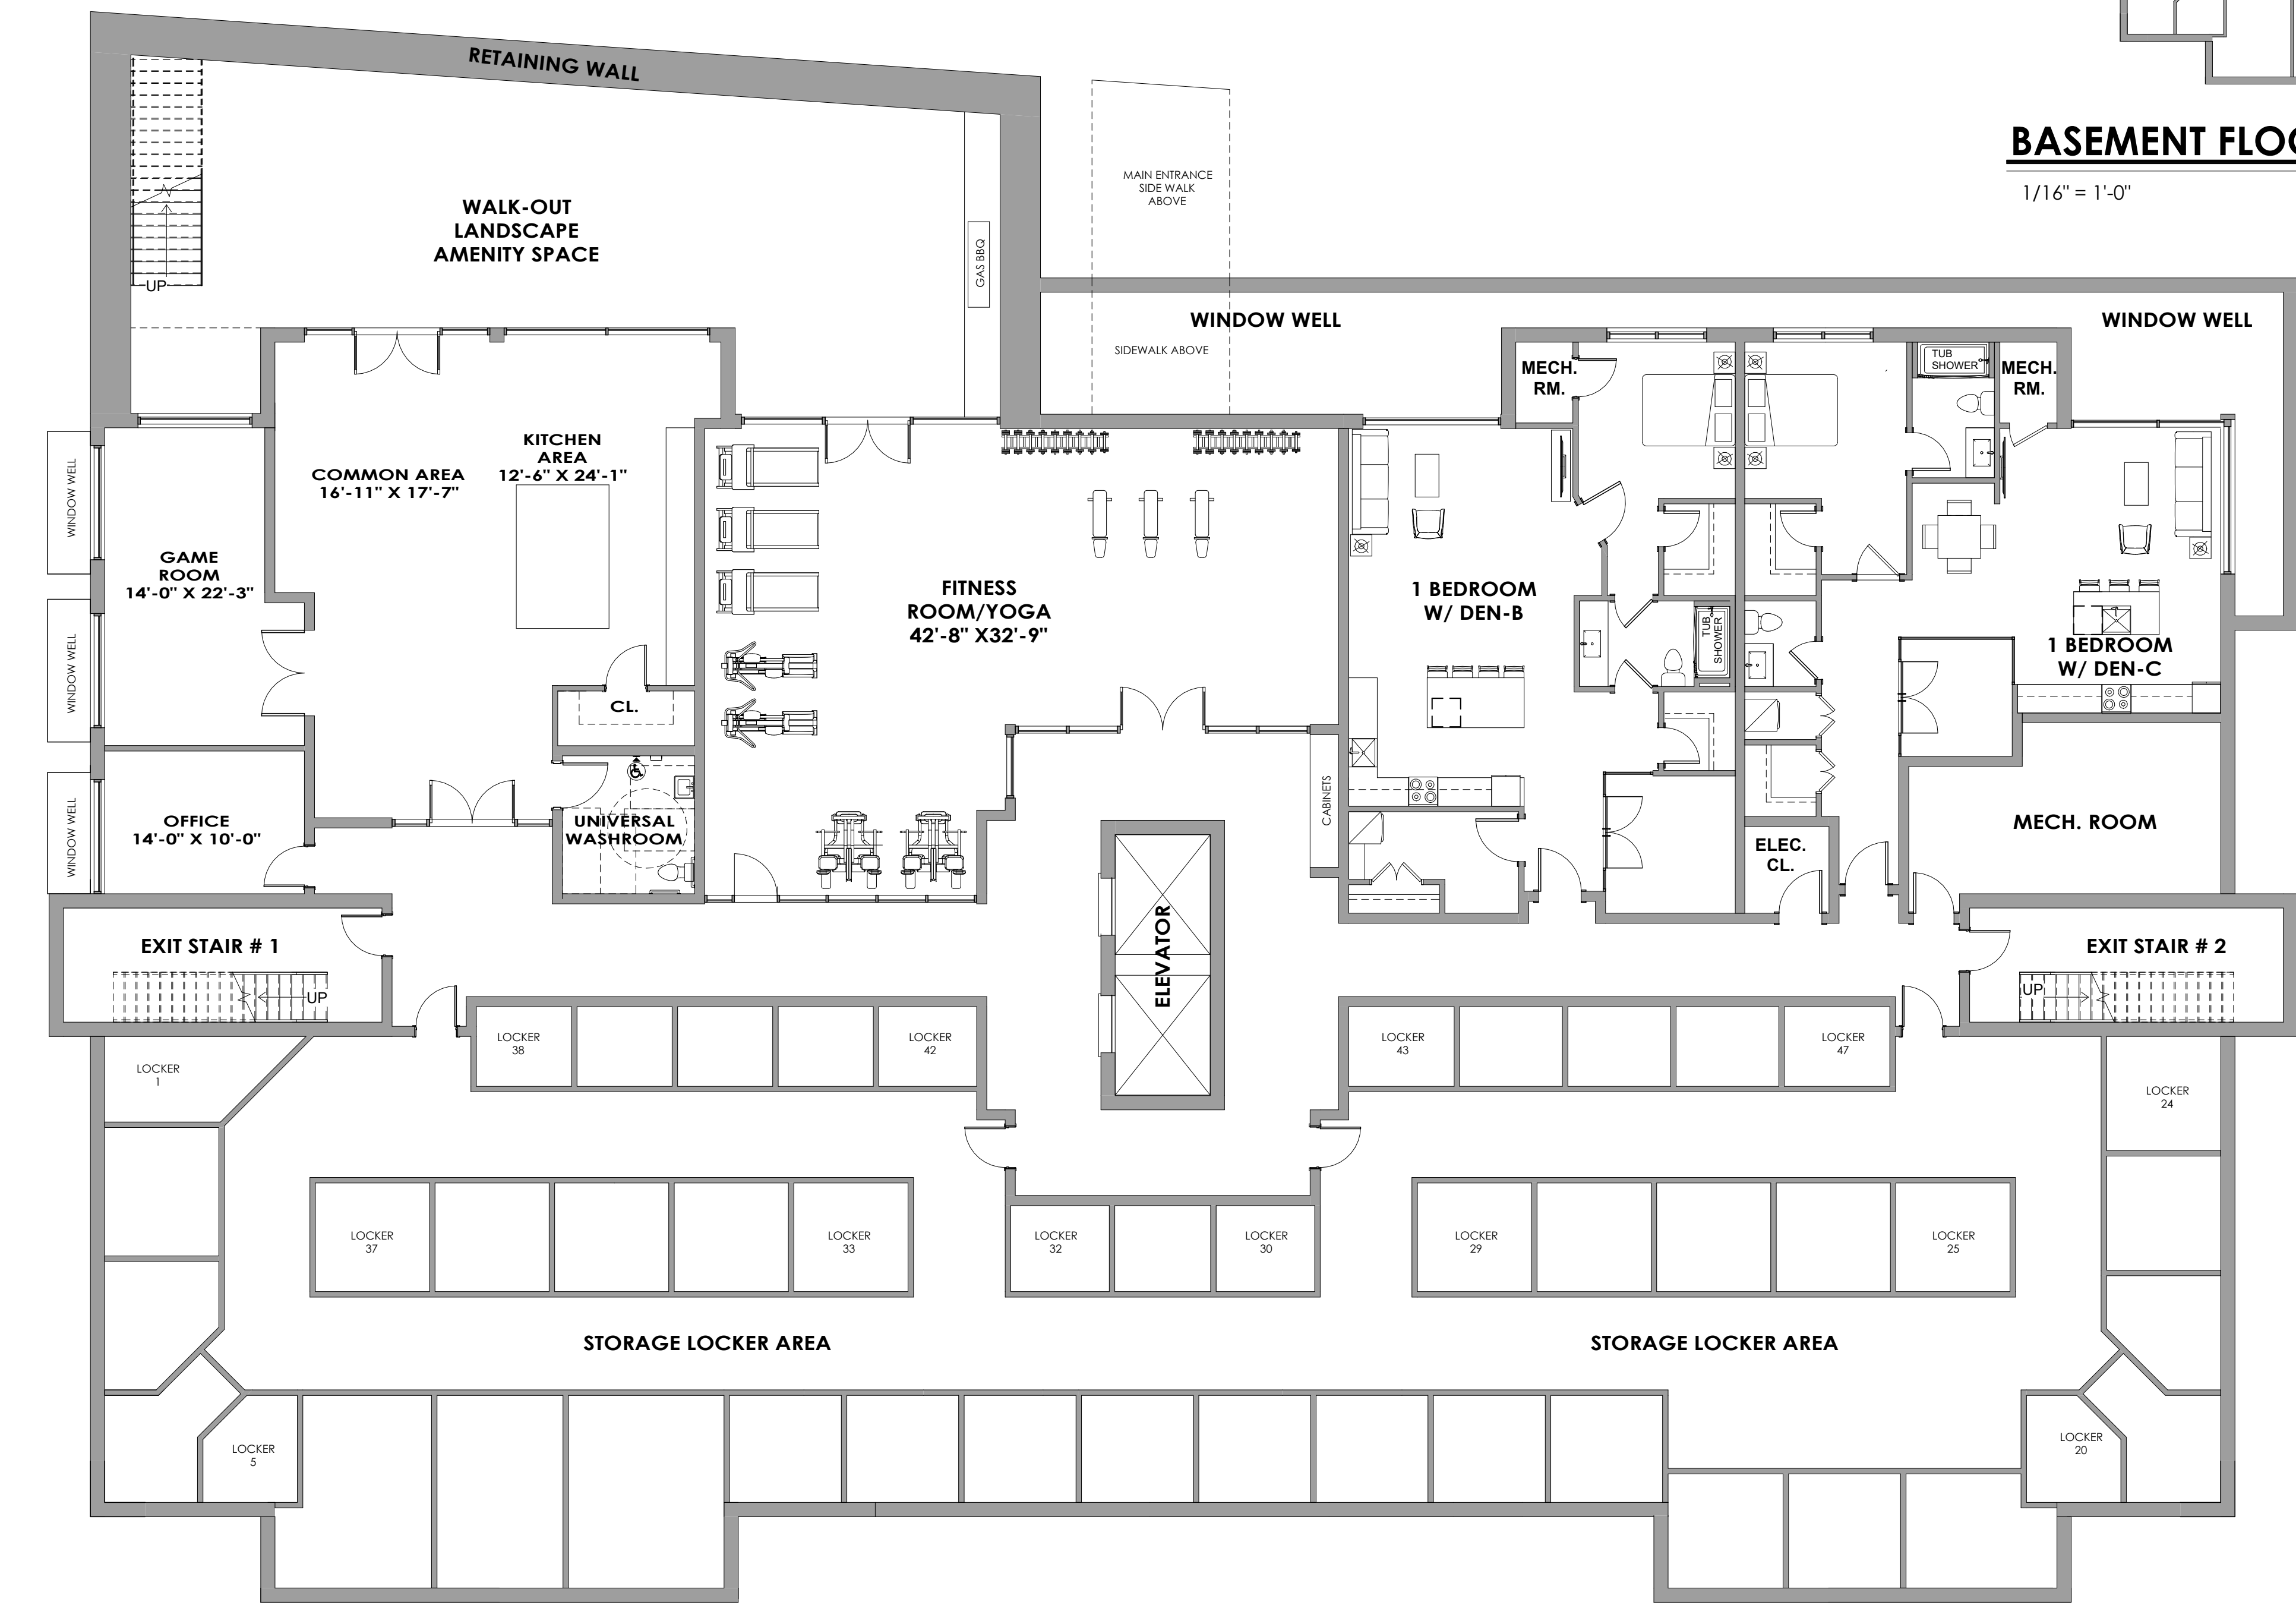 RETAINING WALL
MAIN ENTRANCE
SIDE WALK
ABOVE
BASEMENT FLOO
1/16" = 1'-0"
WALK-OUT
LANDSCAPE
AMENITY SPACE
GAS BBQ
UP
WINDOW WELL
SIDEWALK ABOVE
WINDOW WELL
MECH.
RM.
TUB
SHOWER
MECH.
RM.
WINDOW WELL
COMMON AREA
16'-11" X 17'-7"
KITCHEN
AREA
12'-6" X 24'-1"
GAME
ROOM
14'-0" X 22'-3"
FITNESS
ROOM/YOGA
42'-8" X32'-9"
1 BEDROOM
W/ DEN-B
TUB
SHOWER
1 BEDROOM
W/ DEN-C
WINDOW WELL
CL.
CABINETS
WINDOW WELL
OFFICE
14'-0" X 10'-0"
UNIVERSAL
WASHROOM
ELEC.
CL.
MECH. ROOM
EXIT STAIR # 1
UP
ELEVATOR
EXIT STAIR # 2
UP
LOCKER
38
LOCKER
42
LOCKER
43
LOCKER
47
LOCKER
1
LOCKER
24
LOCKER
37
LOCKER
33
LOCKER
32
LOCKER
30
LOCKER
29
LOCKER
25
STORAGE LOCKER AREA
STORAGE LOCKER AREA
LOCKER
5
LOCKER
20